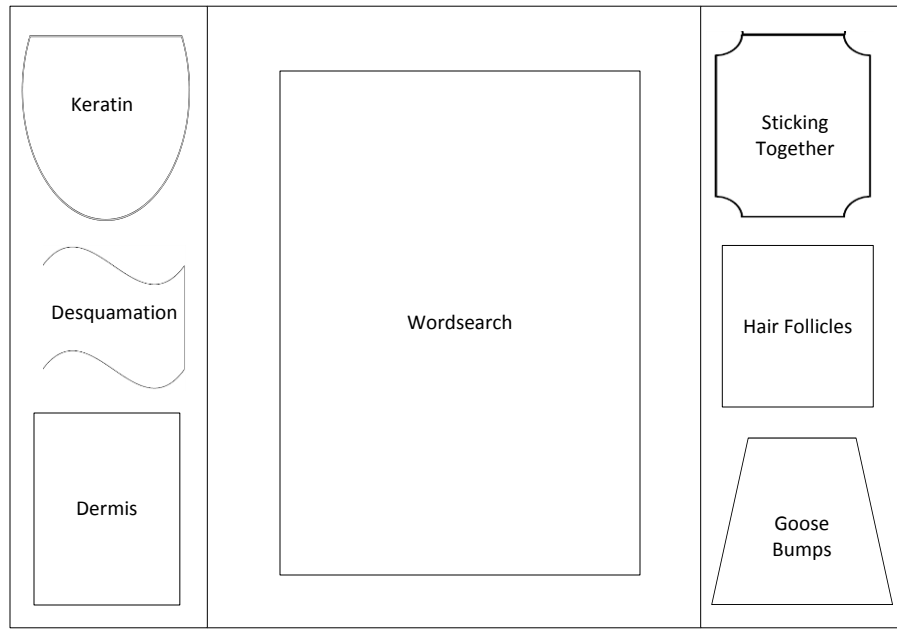 Keratin
Desquamation
Dermis
Wordsearch
Sticking
Together
Hair Follicles
Goose
Bumps